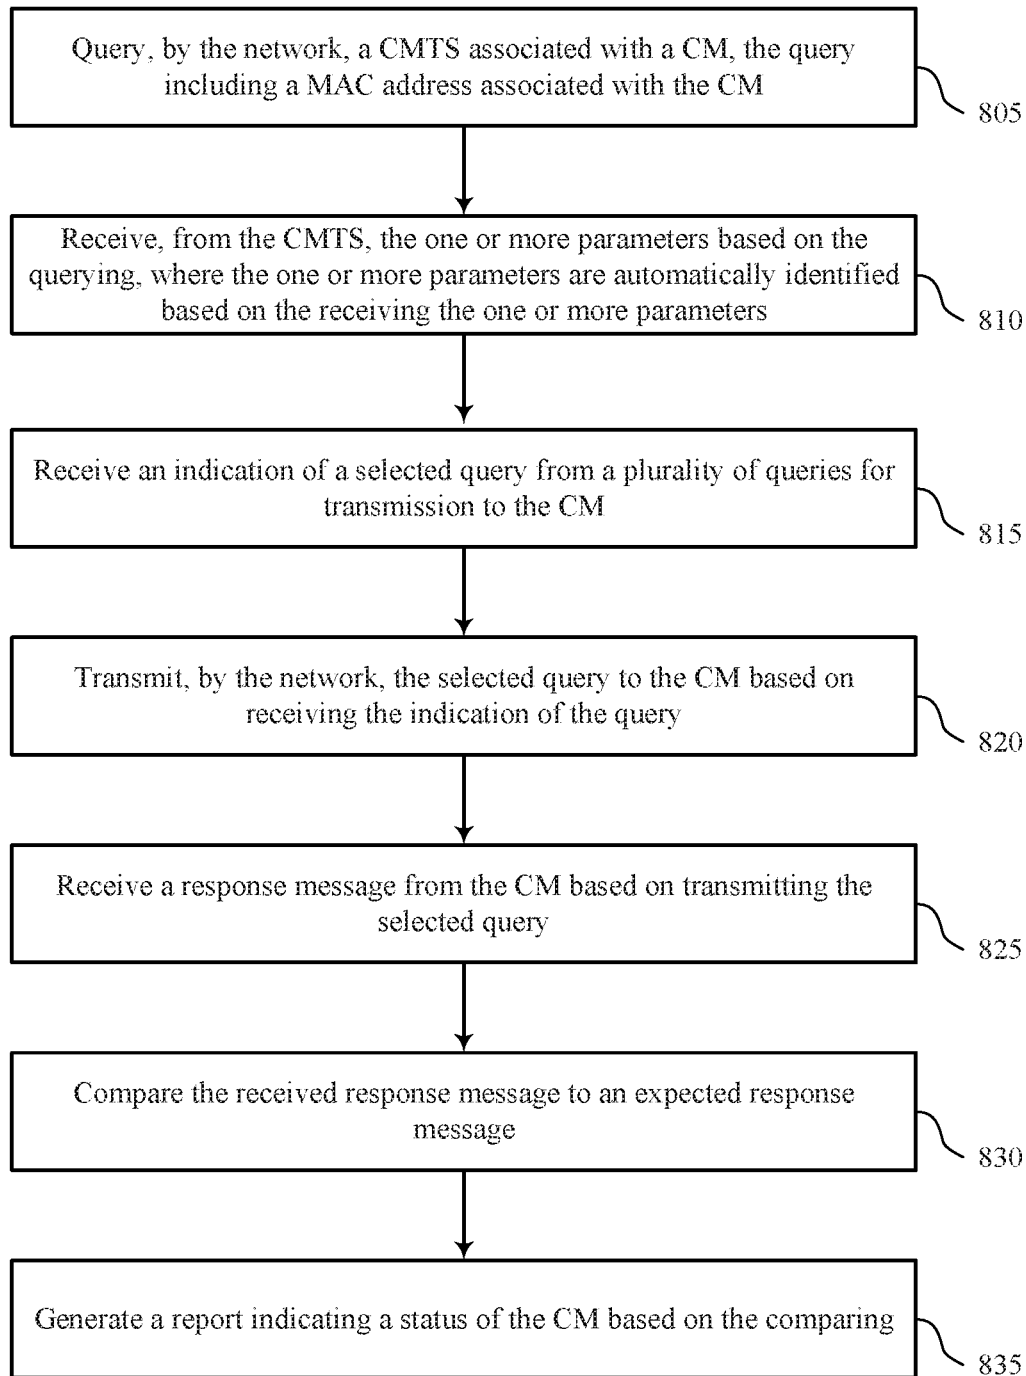 Query, by the network, a CMTS associated with a CM, the query
including a MAC address associated with the CM
805
Receive, from the CMTS, the one or more parameters based on the
querying, where the one or more parameters are automatically identified
based on the receiving the one or more parameters
810
Receive an indication of a selected query from a plurality of queries for
transmission to the CM
815
Transmit, by the network, the selected query to the CM based on
receiving the indication of the query
820
Receive a response message from the CM based on transmitting the
selected query
825
Compare the received response message to an expected response
message
830
Generate a report indicating a status of the CM based on the comparing
835